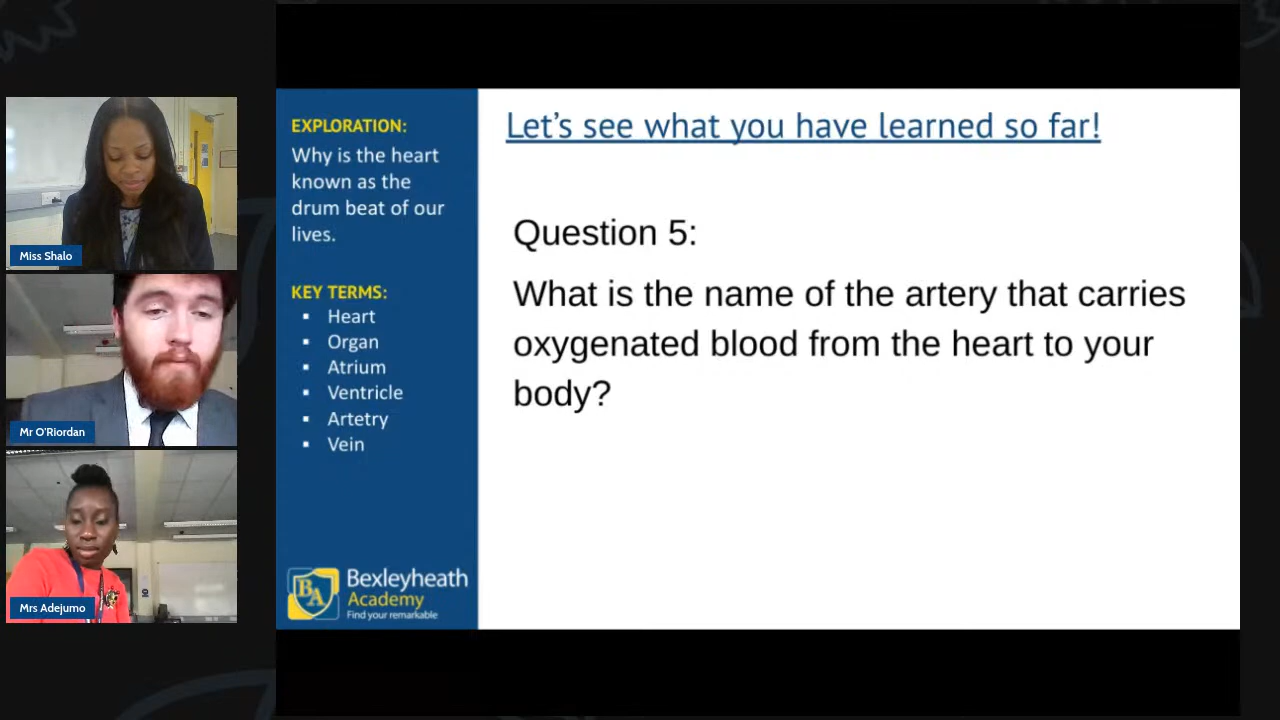 Miss Shalo
Mr O'Riordan
Mrs Adejumo
EXPLORATION:
Why is the heart
known as the
drum beat of our
lives.
KEY TERMS:
▪ Heart
▪ Organ
▪ Atrium
▪ Ventricle
▪ Artetry
▪ Vein
BA
Bexleyheath
Academy
Find your remarkable
Let's see what you have learned so far!
Question 5:
What is the name of the artery that carries
oxygenated blood from the heart to your
body?